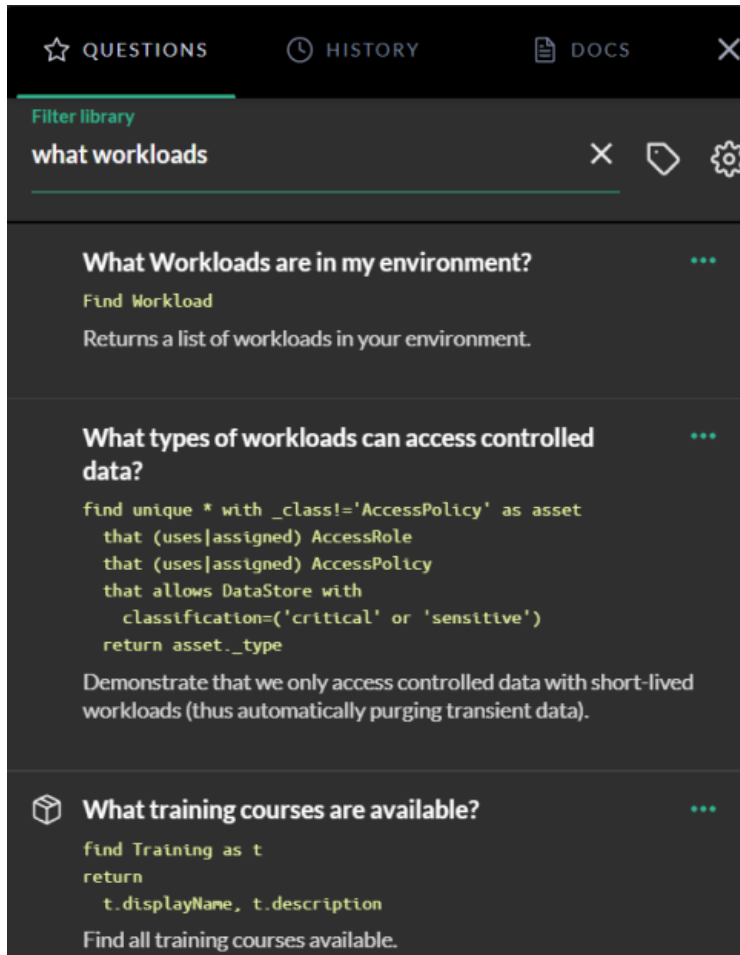 QUESTIONS HISTORY DOCS
Filter library
what workloads
What Workloads are in my environment?
Find Workload
Returns a list of workloads in your environment.
What types of workloads can access controlled
data?
find unique * with _class!='AccessPolicy' as asset
that (uses|assigned) AccessRole
that (uses|assigned) AccessPolicy
that allows DataStore with
classification=('critical' or 'sensitive')
return asset._type
Demonstrate that we only access controlled data with short-lived
workloads (thus automatically purging transient data).
What training courses are available?
find Training as t
return
t.displayName, t.description
Find all training courses available.